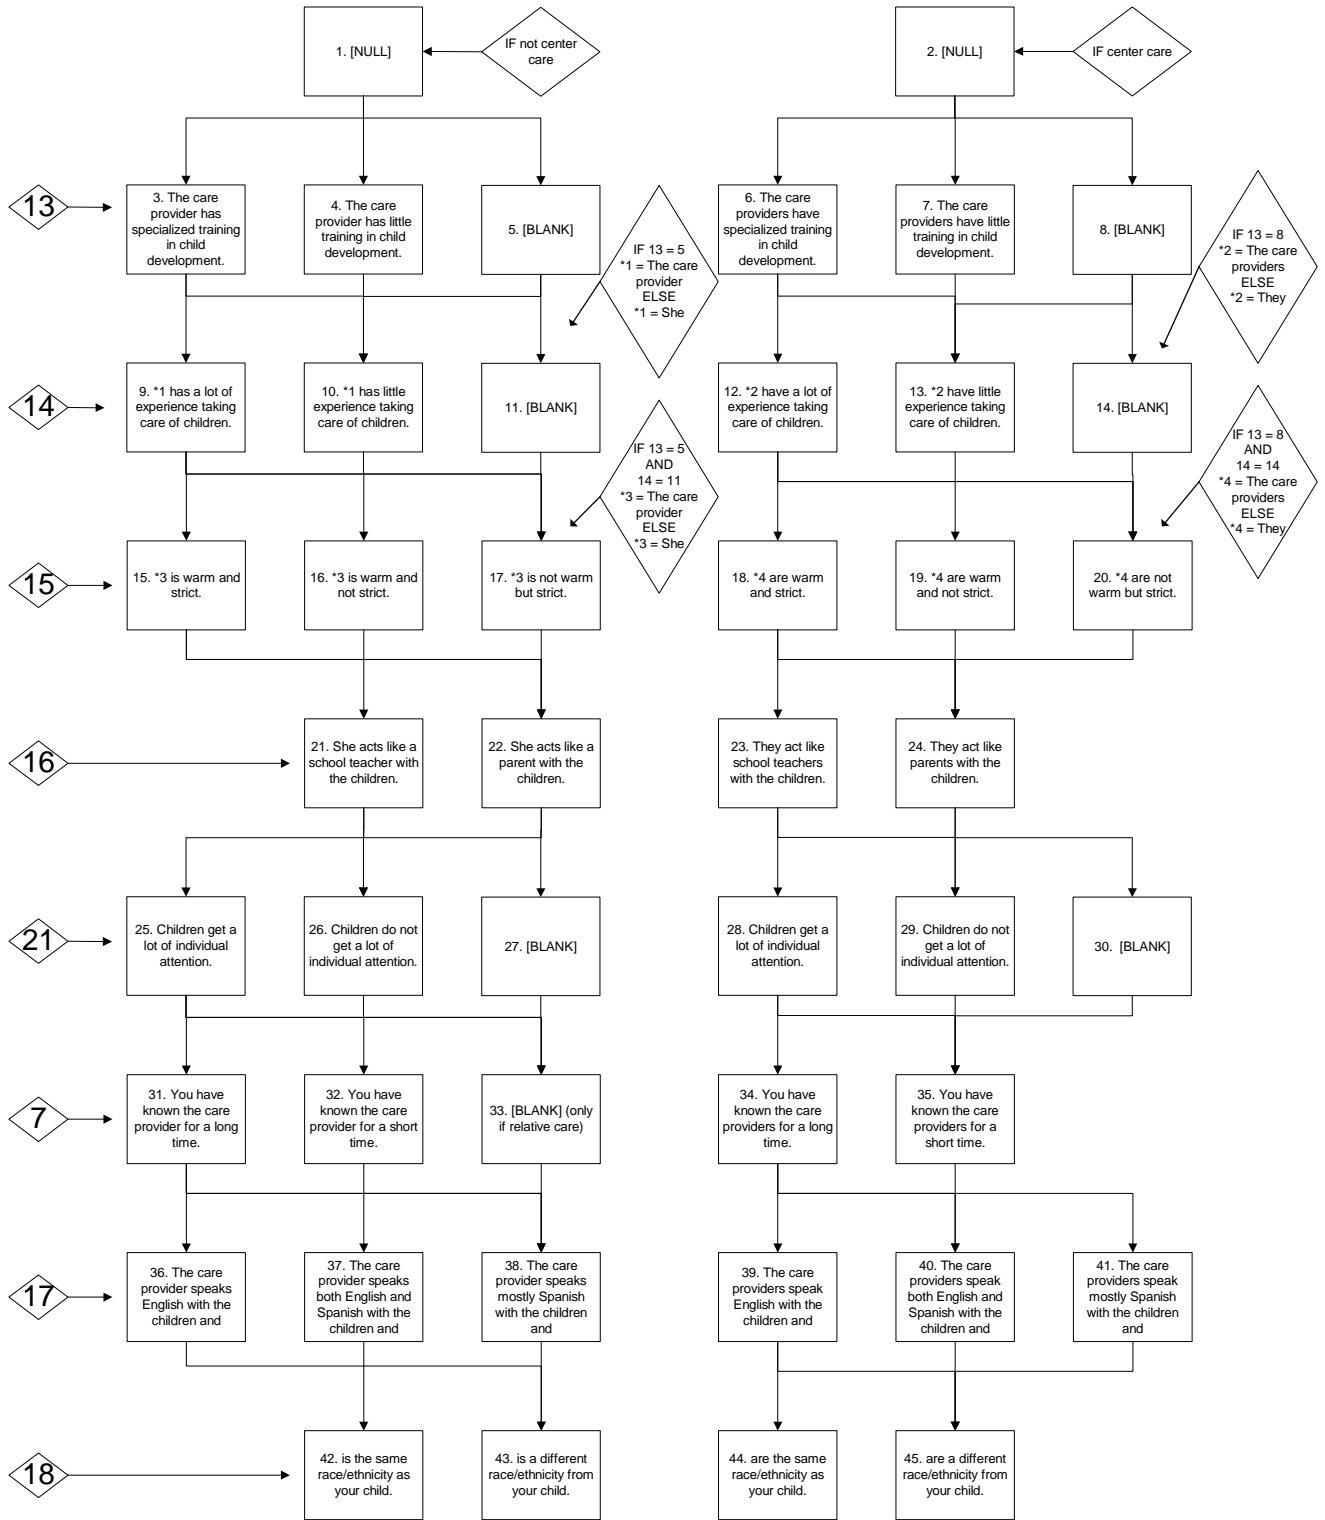 1. [NULL]
IF not center
care
2. [NULL]
IF center care
13
3. The care
provider has
specialized training
in child
development.
4. The care
provider has little
training in child
development.
5. [BLANK]
IF 13 = 5
*1 = The care
provider
ELSE
*1 = She
6. The care
providers have
specialized training
in child
development.
7. The care
providers have little
training in child
development.
8. [BLANK]
IF 13 = 8
*2 = The care
providers
ELSE
*2 = They
14
9. *1 has a lot of
experience taking
care of children.
10. *1 has little
experience taking
care of children.
11. [BLANK]
12. *2 have a lot of
experience taking
care of children.
13. *2 have little
experience taking
care of children.
14. [BLANK]
IF 13 = 5
AND
14 = 11
*3 = The care
provider
ELSE
*3 = She
IF 13 = 8
AND
14 = 14
*4 = The care
providers
ELSE
*4 = They
15
15. *3 is warm and
strict.
16. *3 is warm and
not strict.
17. *3 is not warm
but strict.
18. *4 are warm
and strict.
19. *4 are warm
and not strict.
20. *4 are not
warm but strict.
16
21. She acts like a
school teacher with
the children.
22. She acts like a
parent with the
children.
23. They act like
school teachers
with the children.
24. They act like
parents with the
children.
21
25. Children get a
lot of individual
attention.
26. Children do not
get a lot of
individual attention.
27. [BLANK]
28. Children get a
lot of individual
attention.
29. Children do not
get a lot of
individual attention.
30. [BLANK]
7
31. You have
known the care
provider for a long
time.
32. You have
known the care
provider for a short
time.
33. [BLANK] (only
if relative care)
34. You have
known the care
providers for a long
time.
35. You have
known the care
providers for a
short time.
17
36. The care
provider speaks
English with the
children and
37. The care
provider speaks
both English and
Spanish with the
children and
38. The care
provider speaks
mostly Spanish
with the children
and
39. The care
providers speak
English with the
children and
40. The care
providers speak
both English and
Spanish with the
children and
41. The care
providers speak
mostly Spanish
with the children
and
18
42. is the same
race/ethnicity as
your child.
43. is a different
race/ethnicity from
your child.
44. are the same
race/ethnicity as
your child.
45. are a different
race/ethnicity from
your child.